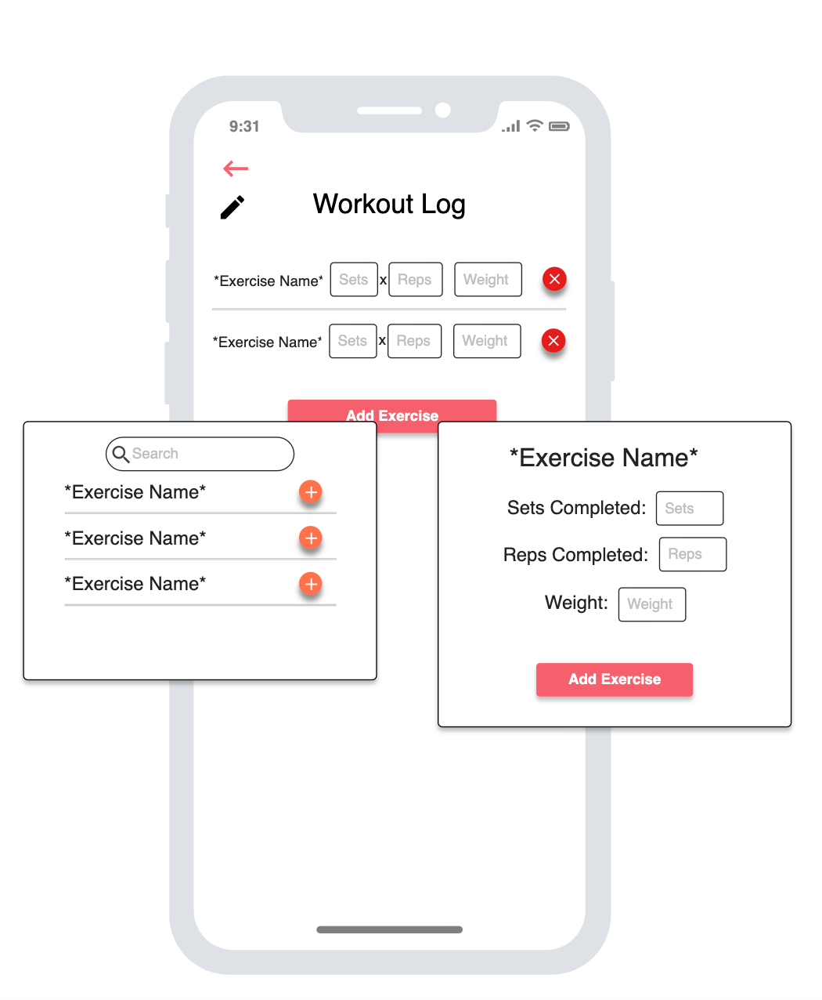 9:31
Workout Log
*Exercise Name* Sets x Reps Weight
*Exercise Name* Sets x Reps Weight
Add Exercise
Search
*Exercise Name*
*Exercise Name*
*Exercise Name*
*Exercise Name*
Sets Completed: Sets
Reps Completed: Reps
Weight: Weight
Add Exercise